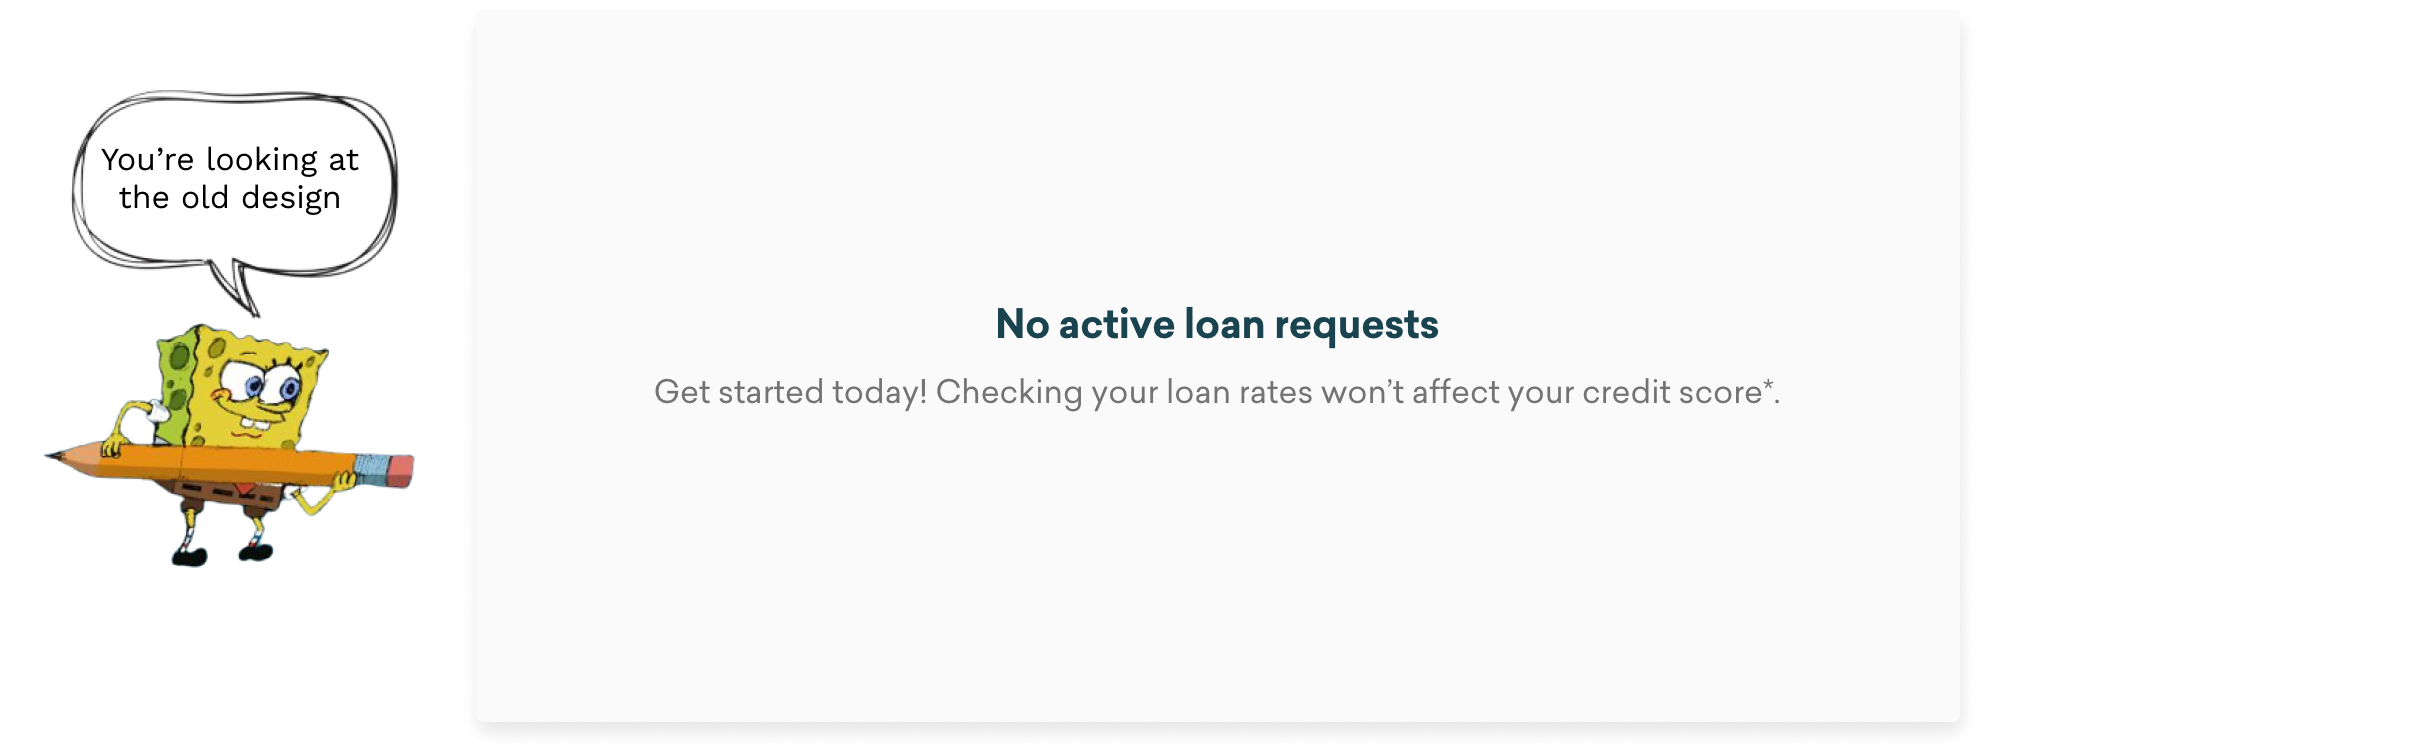 You’re looking at
the old design
No active loan requests
Get started today! Checking your loan rates won’t affect your credit score*.